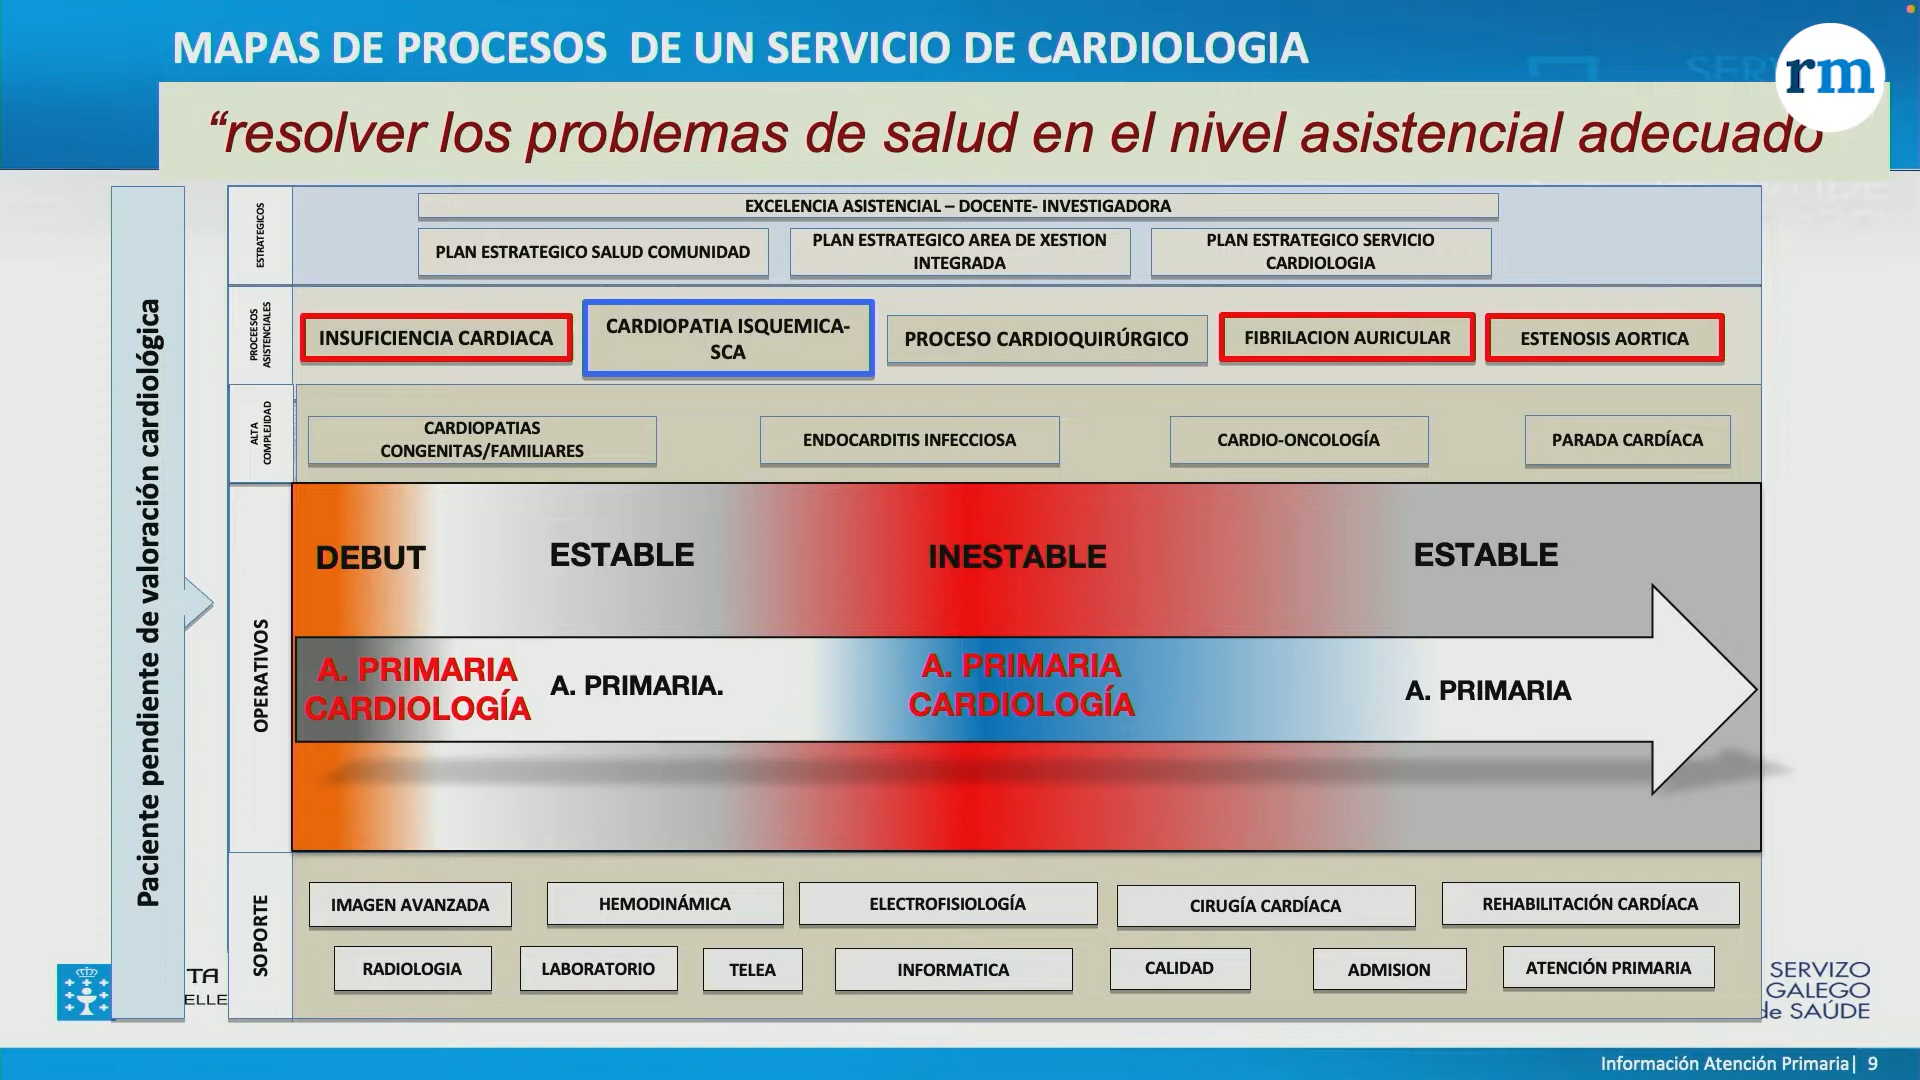 MAPAS DE PROCESOS DE UN SERVICIO DE CARDIOLOGIA
rm
“resolver los problemas de salud en el nivel asistencial adecuado
Paciente pendiente de valoración cardiológica
ESTRATEGICOS
EXCELENCIA ASISTENCIAL – DOCENTE- INVESTIGADORA
PLAN ESTRATEGICO SALUD COMUNIDAD
PLAN ESTRATEGICO AREA DE XESTION
INTEGRADA
PLAN ESTRATEGICO SERVICIO
CARDIOLOGIA
PROCEESOS
ASISTENCIALES
INSUFICIENCIA CARDIACA
CARDIOPATIA ISQUEMICA-
SCA
PROCESO CARDIOQUIRÚRGICO
FIBRILACION AURICULAR
ESTENOSIS AORTICA
ALTA
COMPLEJIDAD
CARDIOPATIAS
CONGENITAS/FAMILIARES
ENDOCARDITIS INFECCIOSA
CARDIO-ONCOLOGÍA
PARADA CARDÍACA
OPERATIVOS
DEBUT
ESTABLE
INESTABLE
ESTABLE
A. PRIMARIA
CARDIOLOGÍA
A. PRIMARIA.
A. PRIMARIA
CARDIOLOGÍA
A. PRIMARIA
SOPORTE
IMAGEN AVANZADA
HEMODINÁMICA
ELECTROFISIOLOGÍA
CIRUGÍA CARDÍACA
REHABILITACIÓN CARDÍACA
RADIOLOGIA
LABORATORIO
TELEA
INFORMATICA
CALIDAD
ADMISION
ATENCIÓN PRIMARIA
TA
ELLE
SERVIZO
GALEGO
de SAÚDE
Información Atención Primaria| 9